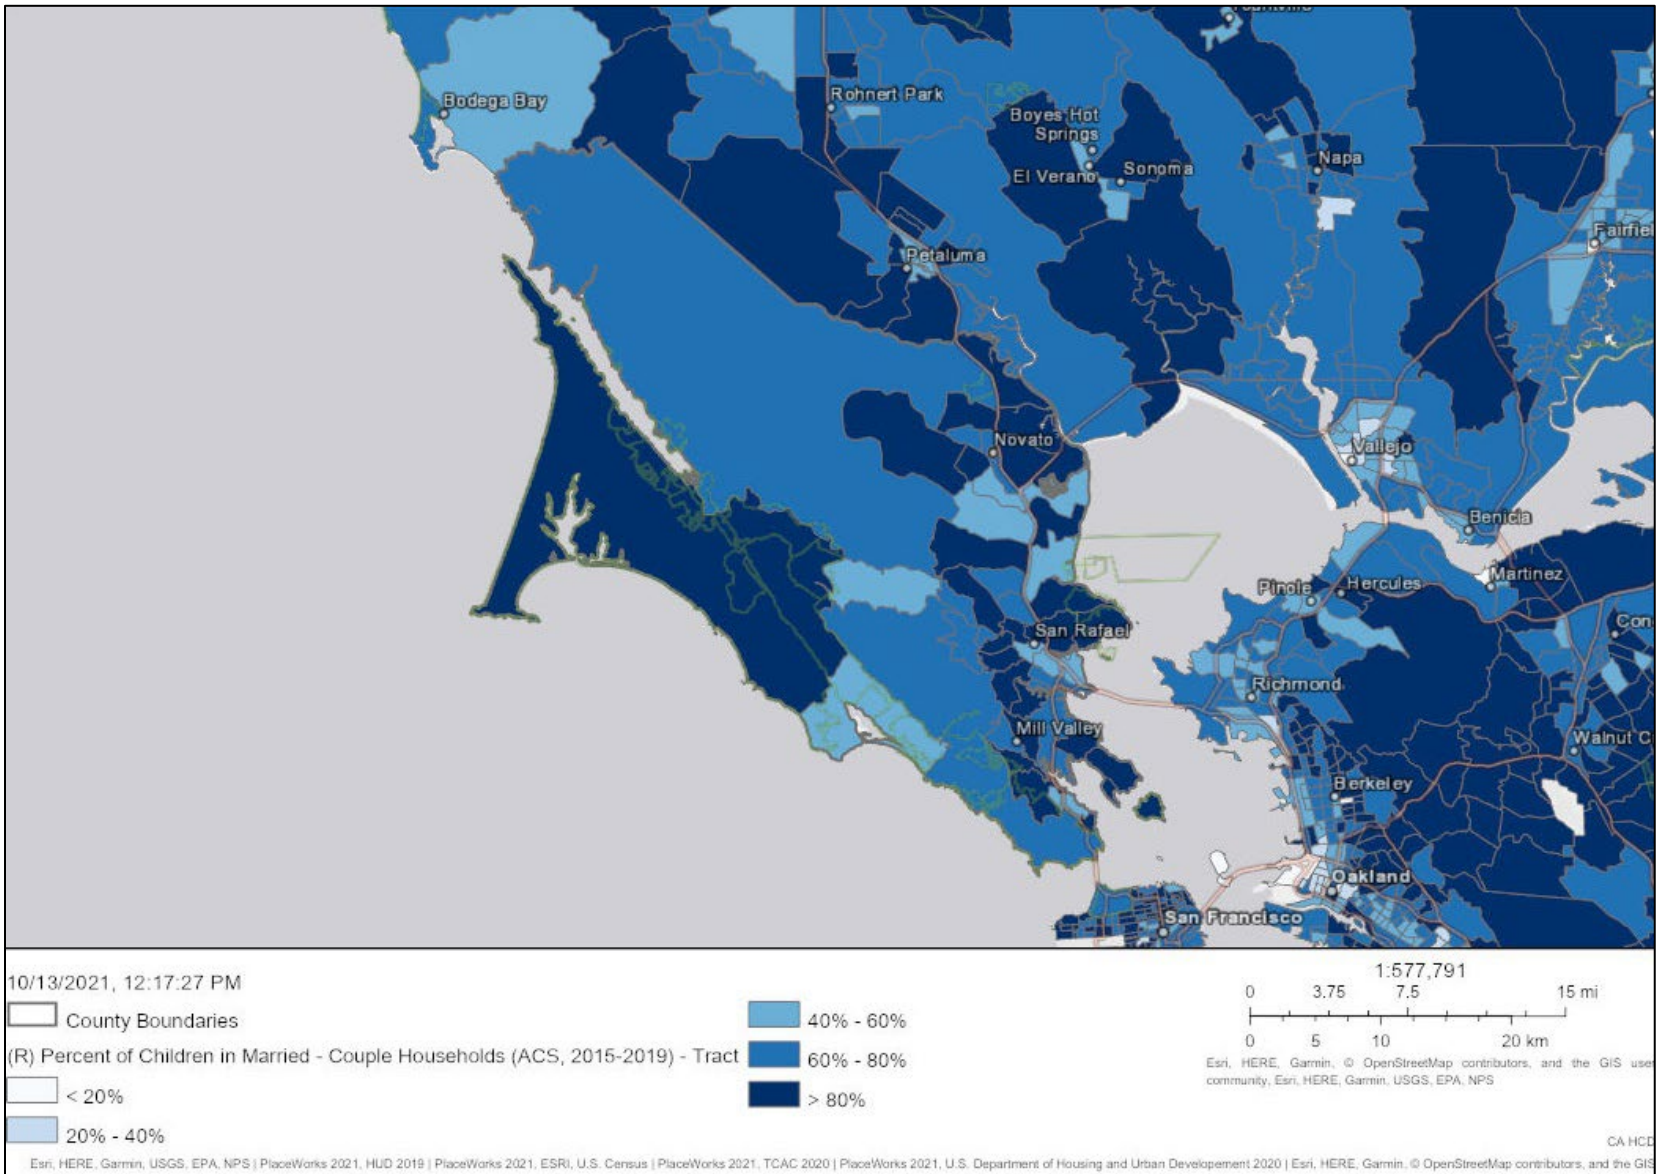 Bodega Bay
Rohnert Park
Boyes Hot
Springs
El Verano
Sonoma
Napa
Fairfiel
Petaluma
Novato
Vallejo
Benicia
Martinez
Pinole
Hercules
Con
San Rafael
Richmond
Mill Valley
Walnut C
Berkeley
Oakland
San Francisco
10/13/2021, 12:17:27 PM
County Boundaries
(R) Percent of Children in Married - Couple Households (ACS, 2015-2019) - Tract
< 20%
20% - 40%
40% - 60%
60% - 80%
> 80%
1:577,791
0 3.75 7.5 15 mi
0 5 10 20 km
Esri, HERE, Garmin, © OpenStreetMap contributors, and the GIS user
community, Esri, HERE, Garmin, USGS, EPA, NPS
CA HCD
Esri, HERE, Garmin, USGS, EPA, NPS | PlaceWorks 2021, HUD 2019 | PlaceWorks 2021, ESRI, U.S. Census | PlaceWorks 2021, TCAC 2020 | PlaceWorks 2021, U.S. Department of Housing and Urban Developement 2020 | Esri, HERE, Garmin, © OpenStreetMap contributors, and the GIS